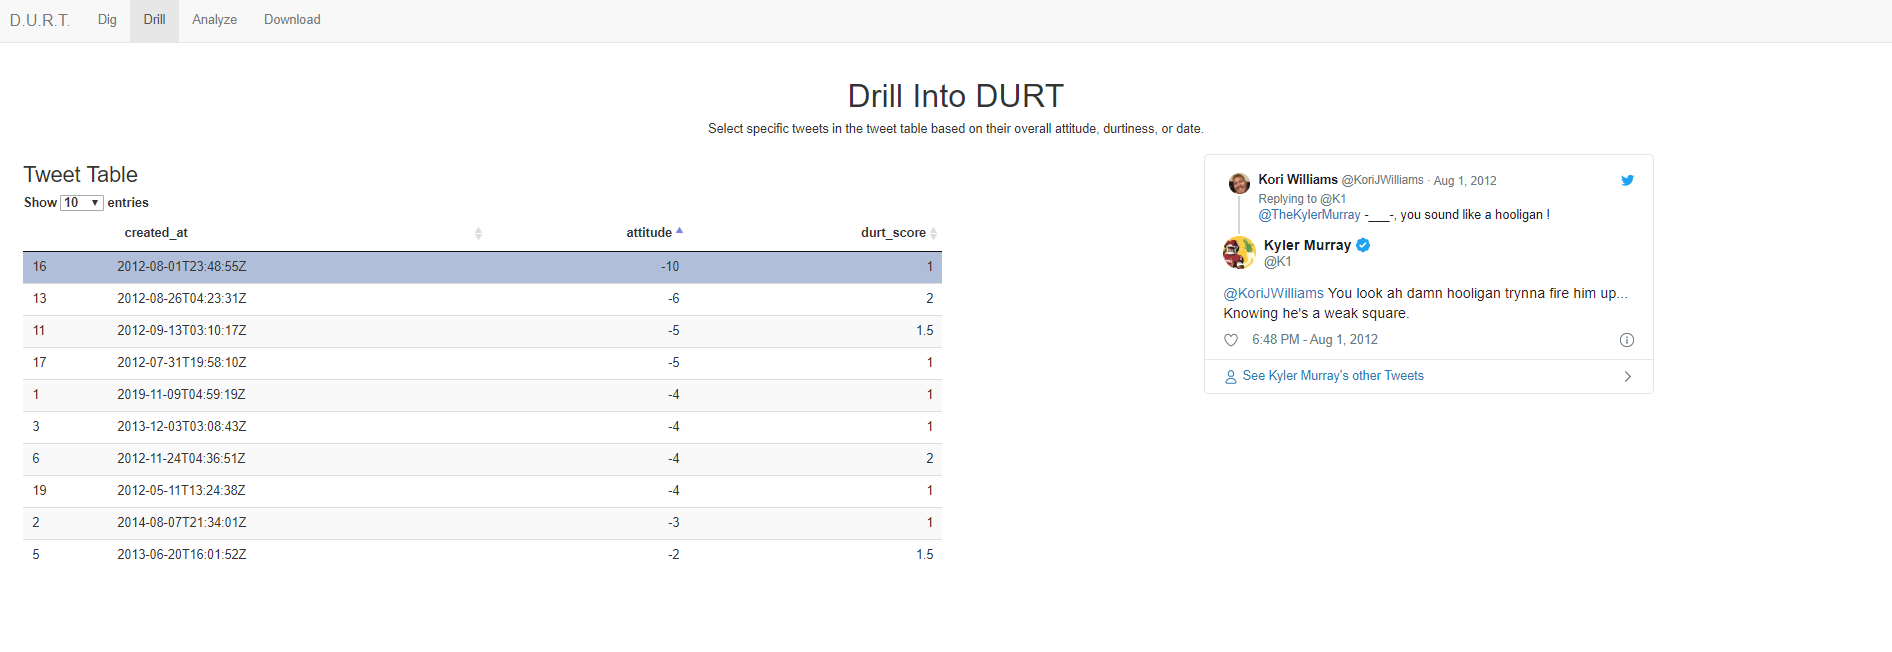 D.U.R.T. Dig Drill Analyze Download
Drill Into DURT
Select specific tweets in the tweet table based on their overall attitude, durtiness, or date.
Tweet Table
Show 10 entries
created_at attitude durt_score
16 2012-08-01T23:48:55Z -10 1
13 2012-08-26T04:23:31Z -6 2
11 2012-09-13T03:10:17Z -5 1.5
17 2012-07-31T19:58:10Z -5 1
1 2019-11-09T04:59:19Z -4 1
3 2013-12-03T03:08:43Z -4 1
6 2012-11-24T04:36:51Z -4 2
19 2012-05-11T13:24:38Z -4 1
2 2014-08-07T21:34:01Z -3 1
5 2013-06-20T16:01:52Z -2 1.5
Kori Williams @KoriJWilliams · Aug 1, 2012
Replying to @K1
@TheKylerMurray -___-, you sound like a hooligan !
Kyler Murray
@K1
@KoriJWilliams You look ah damn hooligan trynna fire him up...
Knowing he's a weak square.
6:48 PM - Aug 1, 2012
See Kyler Murray's other Tweets